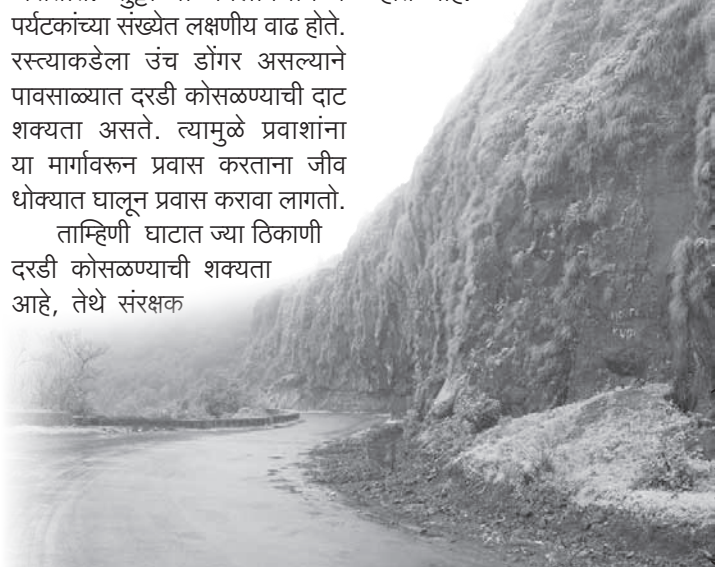 पर्यटकांच्या संख्येत लक्षणीय वाढ होते.
रस्त्याकडेला उंच डोंगर असल्याने
पावसाळ्यात दरडी कोसळण्याची दाट
शक्यता असते. त्यामुळे प्रवाशांना
या मार्गावरून प्रवास करताना जीव
धोक्यात घालून प्रवास करावा लागतो.
ताम्हिणी घाटात ज्या ठिकाणी
दरडी कोसळण्याची शक्यता
आहे, तेथे संरक्षक